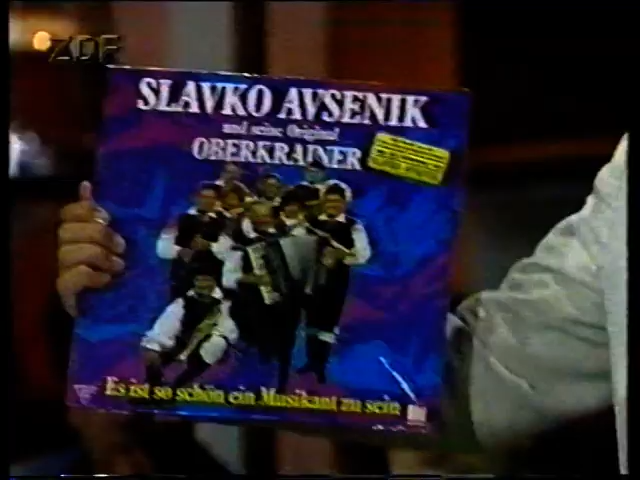 ZDF
SLAVKO AVSENIK
und seine Original
OBERKRAINER
Es ist so schön ein Musikant zu sein